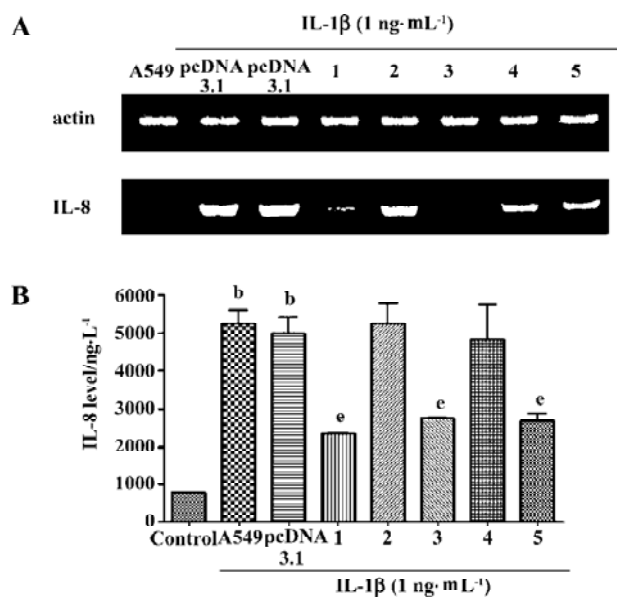 A
IL-1β (1 ng·mL⁻¹)
A549 pcDNA 3.1 pcDNA 3.1 1 2 3 4 5
actin
IL-8
B
IL-8 level/ng·L⁻¹
6000
5000
4000
3000
2000
1000
0
b b e e e
Control A549 pcDNA 3.1 1 2 3 4 5
IL-1β (1 ng·mL⁻¹)